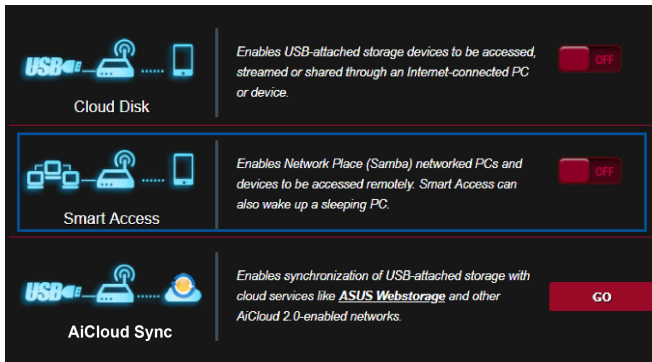 USB
Enables USB-attached storage devices to be accessed,
streamed or shared through an Internet-connected PC
or device.
OFF
Cloud Disk
Enables Network Place (Samba) networked PCs and
devices to be accessed remotely. Smart Access can
also wake up a sleeping PC.
OFF
Smart Access
USB
Enables synchronization of USB-attached storage with
cloud services like ASUS Webstorage and other
AiCloud 2.0-enabled networks.
GO
AiCloud Sync